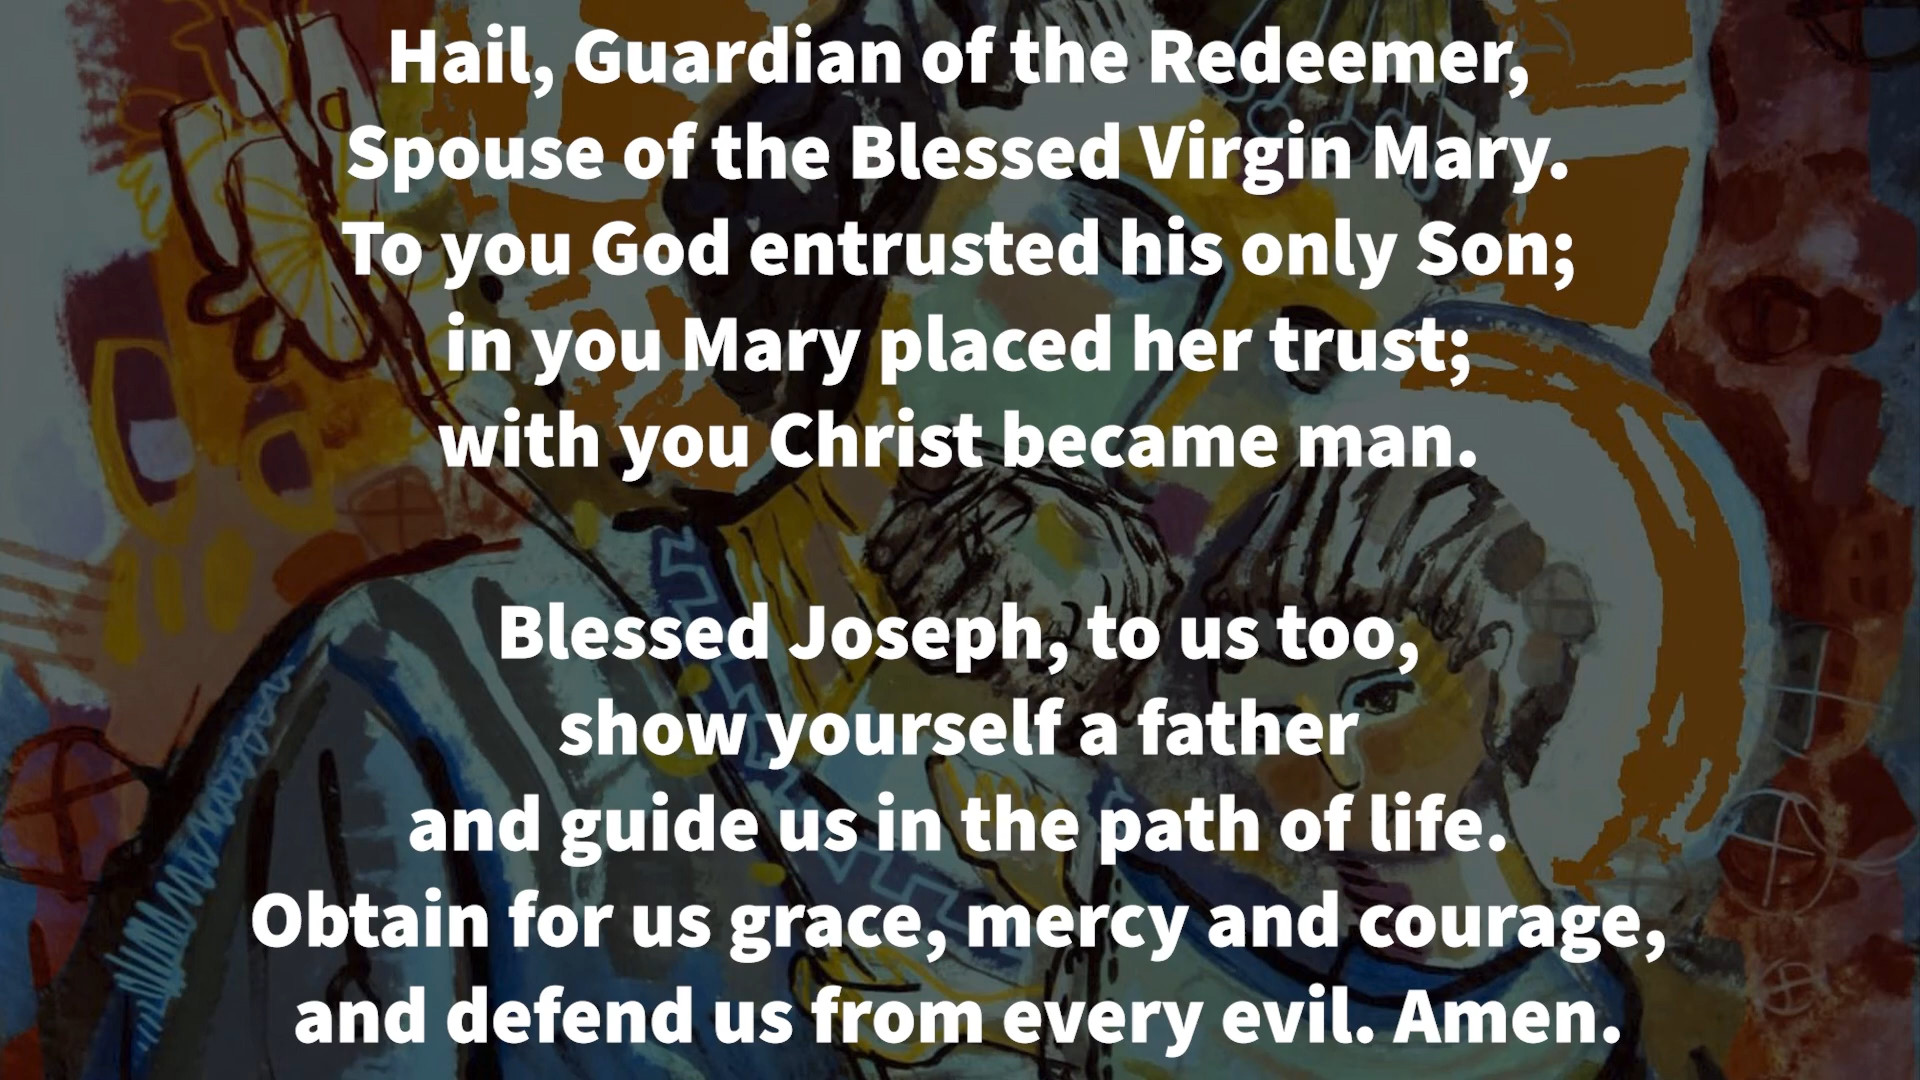 Hail, Guardian of the Redeemer,
Spouse of the Blessed Virgin Mary.
To you God entrusted his only Son;
in you Mary placed her trust;
with you Christ became man.
Blessed Joseph, to us too,
show yourself a father
and guide us in the path of life.
Obtain for us grace, mercy and courage,
and defend us from every evil. Amen.